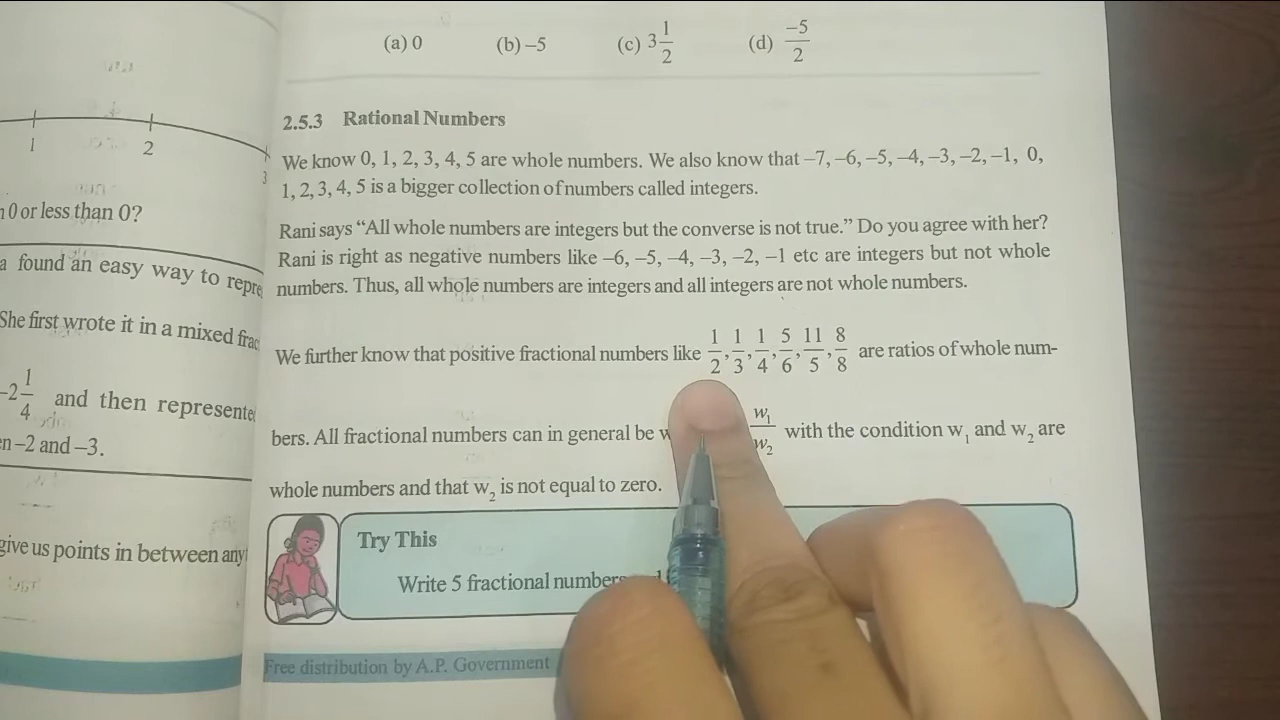 1
2
3
0 or less than 0?
a found an easy way to repre
She first wrote it in a mixed frac
-2 1/4 and then represente
en -2 and -3.
give us points in between any
(a) 0 (b) -5 (c) 3 1/2 (d) -5/2
2.5.3 Rational Numbers
We know 0, 1, 2, 3, 4, 5 are whole numbers. We also know that -7, -6, -5, -4, -3, -2, -1, 0,
1, 2, 3, 4, 5 is a bigger collection of numbers called integers.
Rani says “All whole numbers are integers but the converse is not true.” Do you agree with her?
Rani is right as negative numbers like -6, -5, -4, -3, -2, -1 etc are integers but not whole
numbers. Thus, all whole numbers are integers and all integers are not whole numbers.
We further know that positive fractional numbers like 1/2, 1/3, 1/4, 5/6, 11/5, 8/8 are ratios of whole num-
bers. All fractional numbers can in general be w₁/w₂ with the condition w₁ and w₂ are
whole numbers and that w₂ is not equal to zero.
Try This
Write 5 fractional numbers
Free distribution by A.P. Government